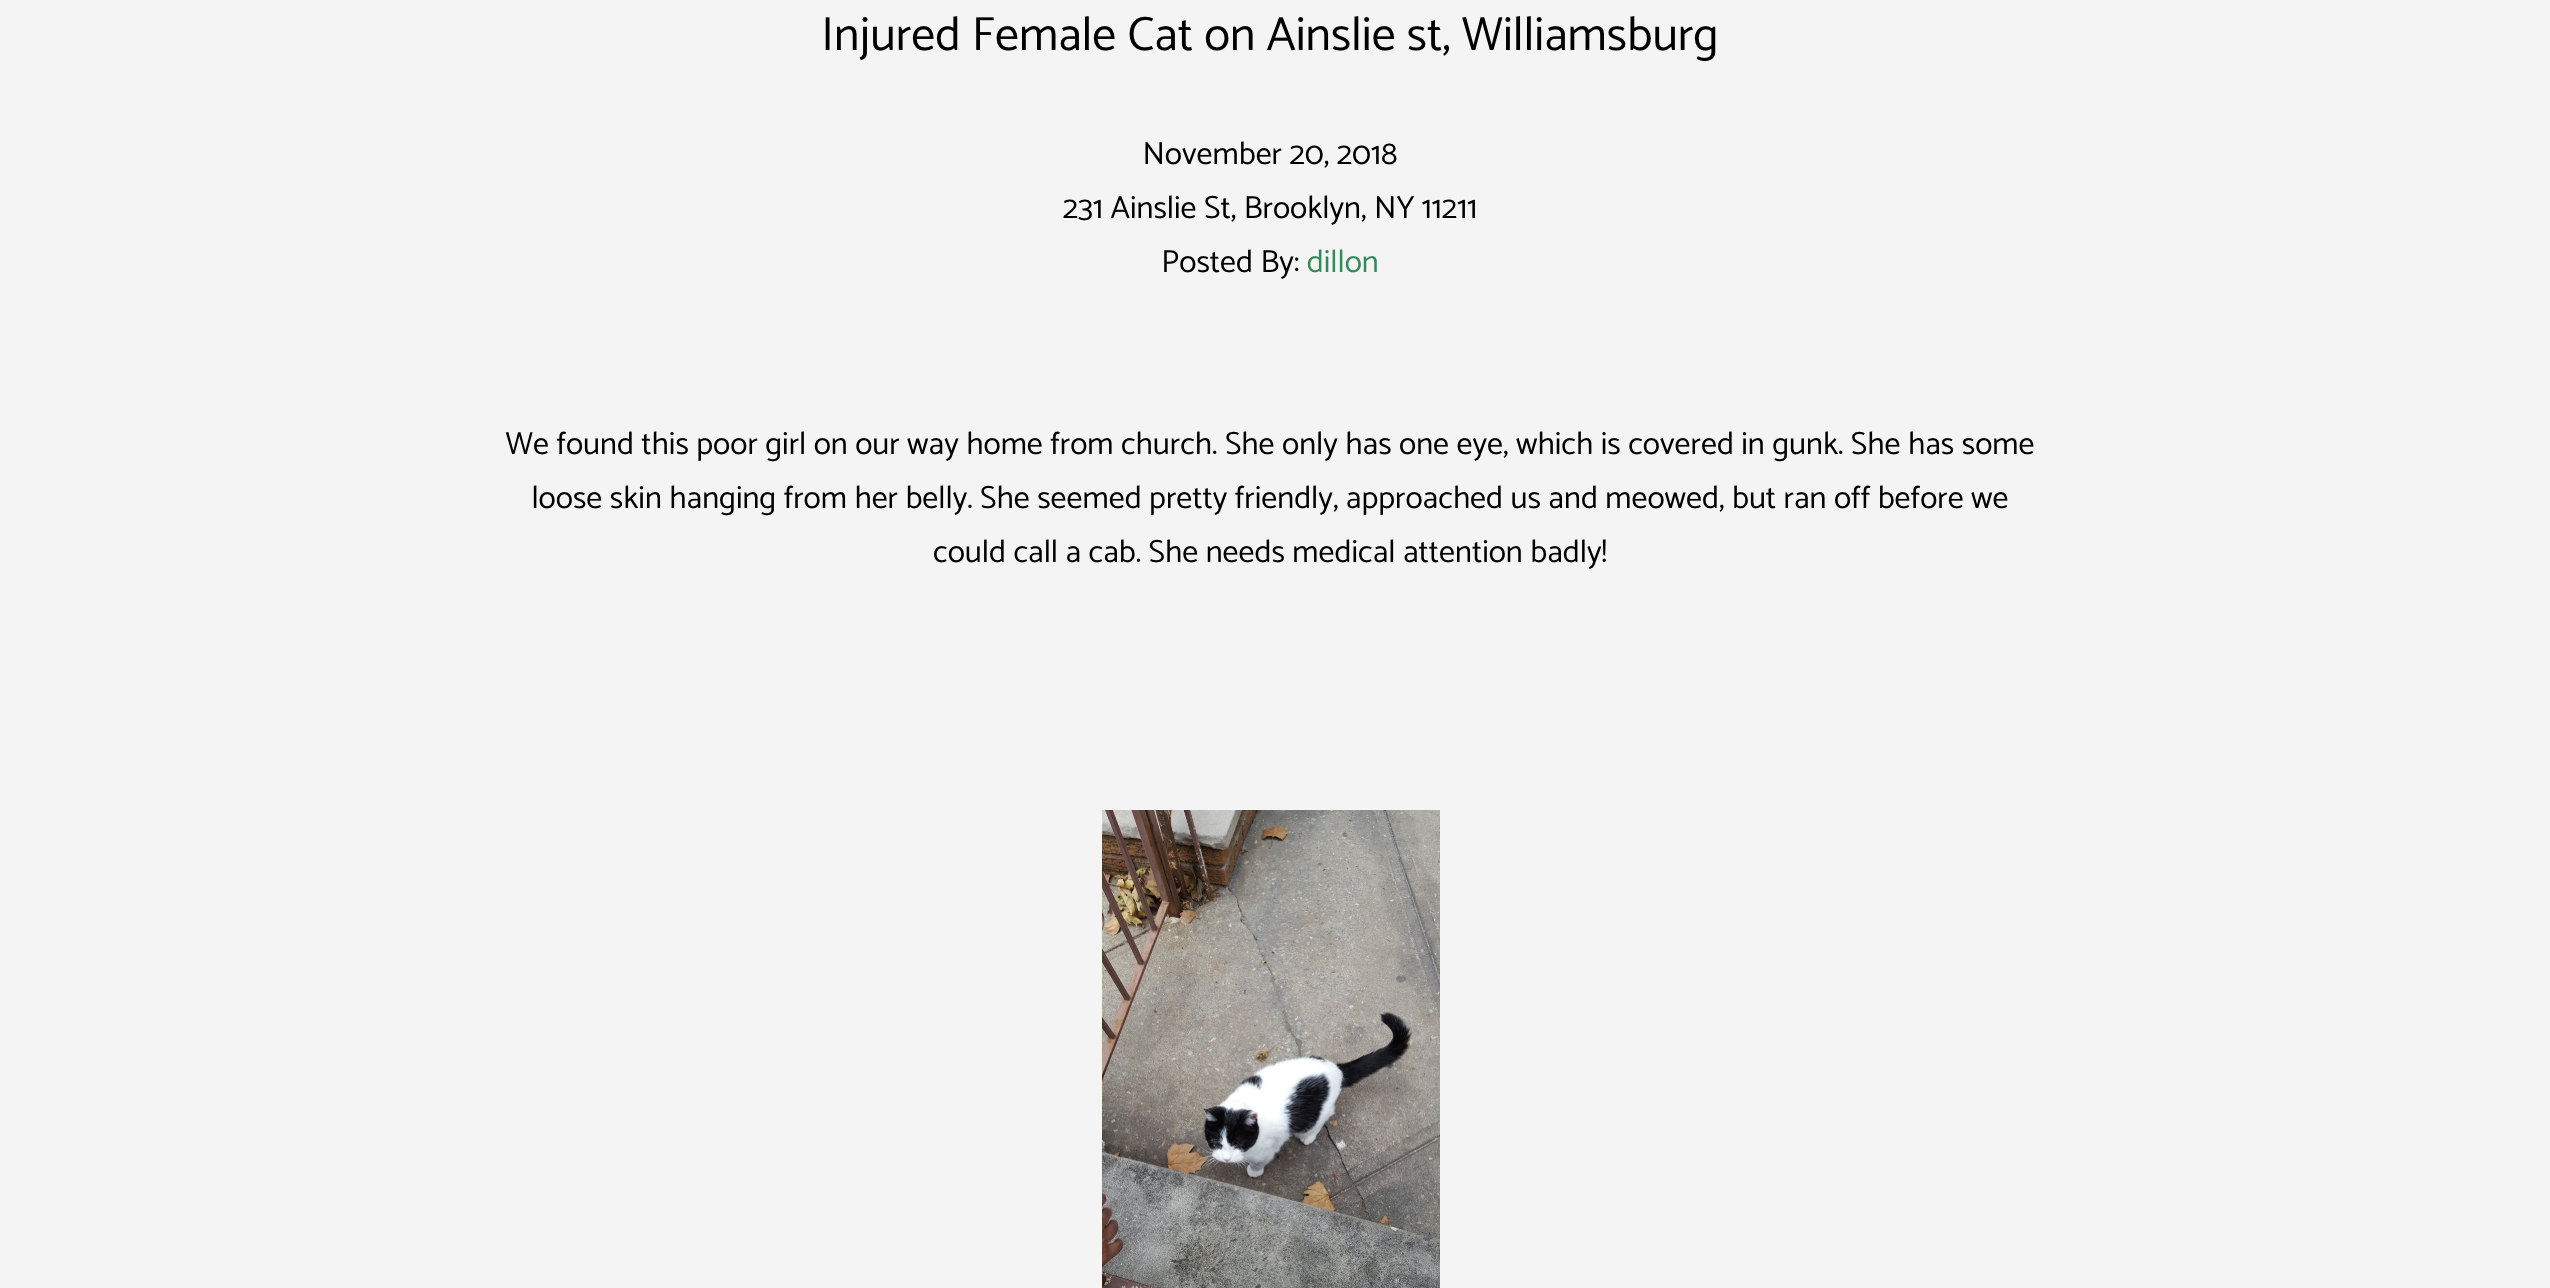 Injured Female Cat on Ainslie st, Williamsburg
November 20, 2018
231 Ainslie St, Brooklyn, NY 11211
Posted By: dillon
We found this poor girl on our way home from church. She only has one eye, which is covered in gunk. She has some
loose skin hanging from her belly. She seemed pretty friendly, approached us and meowed, but ran off before we
could call a cab. She needs medical attention badly!